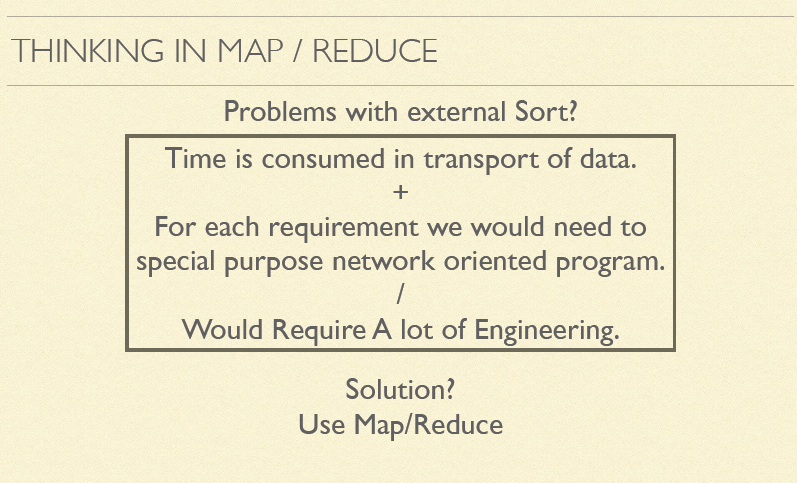 THINKING IN MAP / REDUCE
Problems with external Sort?
Time is consumed in transport of data.
+
For each requirement we would need to
special purpose network oriented program.
/
Would Require A lot of Engineering.
Solution?
Use Map/Reduce